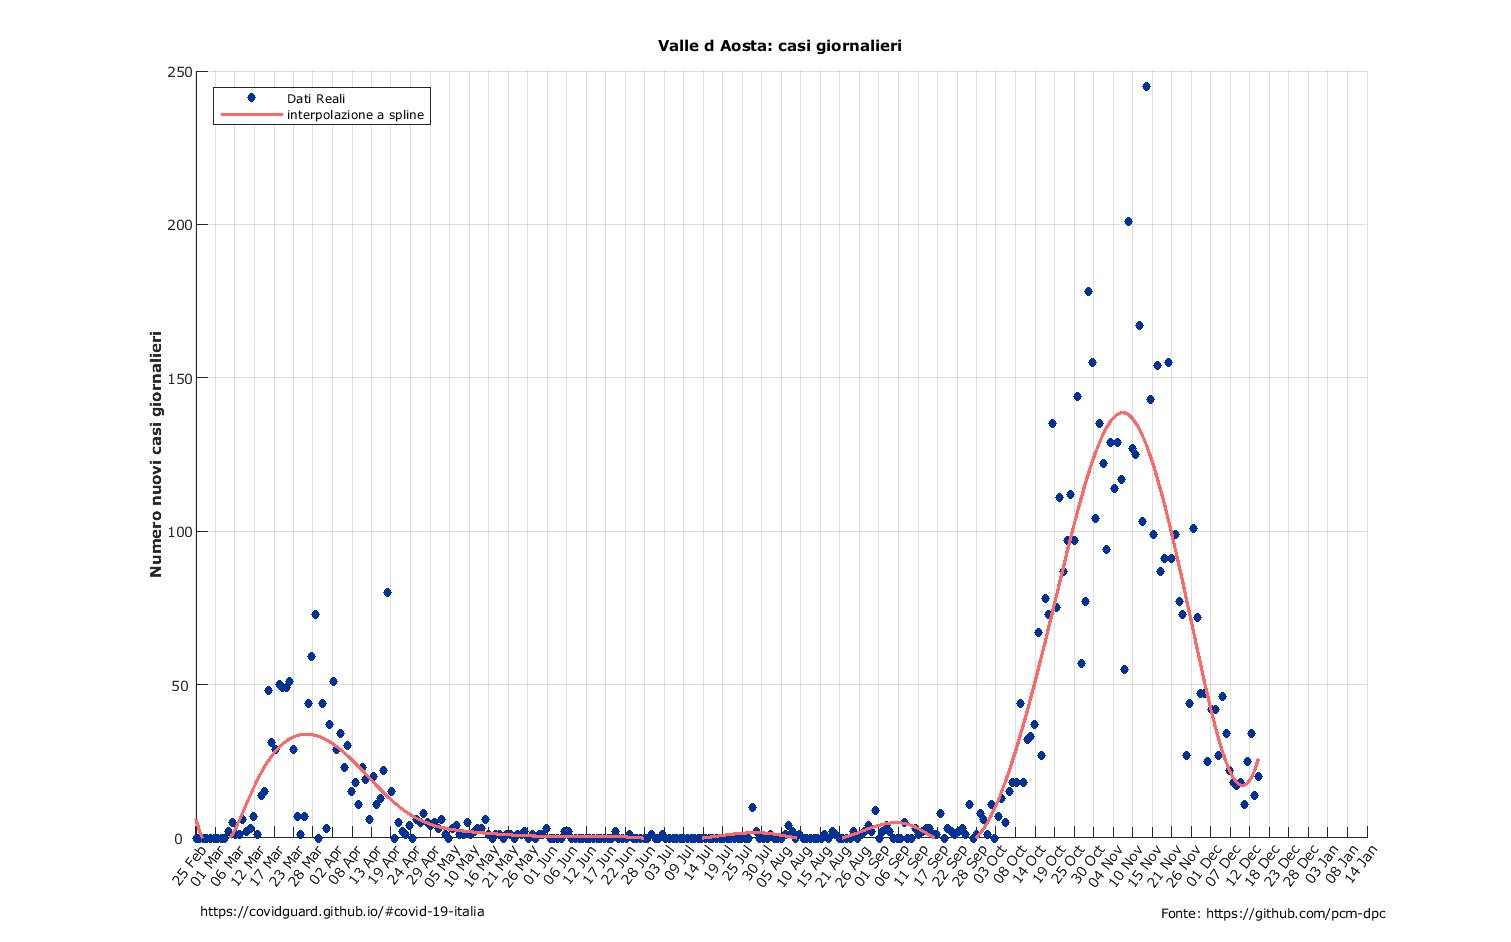 Valle d Aosta: casi giornalieri
Dati Reali
interpolazione a spline
Numero nuovi casi giornalieri
250
200
150
100
50
0
25 Feb
01 Mar
06 Mar
12 Mar
17 Mar
23 Mar
28 Mar
02 Apr
08 Apr
13 Apr
19 Apr
24 Apr
29 Apr
05 May
10 May
16 May
21 May
26 May
01 Jun
06 Jun
12 Jun
17 Jun
22 Jun
28 Jun
03 Jul
09 Jul
14 Jul
19 Jul
25 Jul
30 Jul
05 Aug
10 Aug
15 Aug
21 Aug
26 Aug
01 Sep
06 Sep
11 Sep
17 Sep
22 Sep
28 Sep
03 Oct
08 Oct
14 Oct
19 Oct
25 Oct
30 Oct
04 Nov
10 Nov
15 Nov
21 Nov
26 Nov
01 Dec
07 Dec
12 Dec
18 Dec
23 Dec
28 Dec
03 Jan
08 Jan
14 Jan
https://covidguard.github.io/#covid-19-italia
Fonte: https://github.com/pcm-dpc